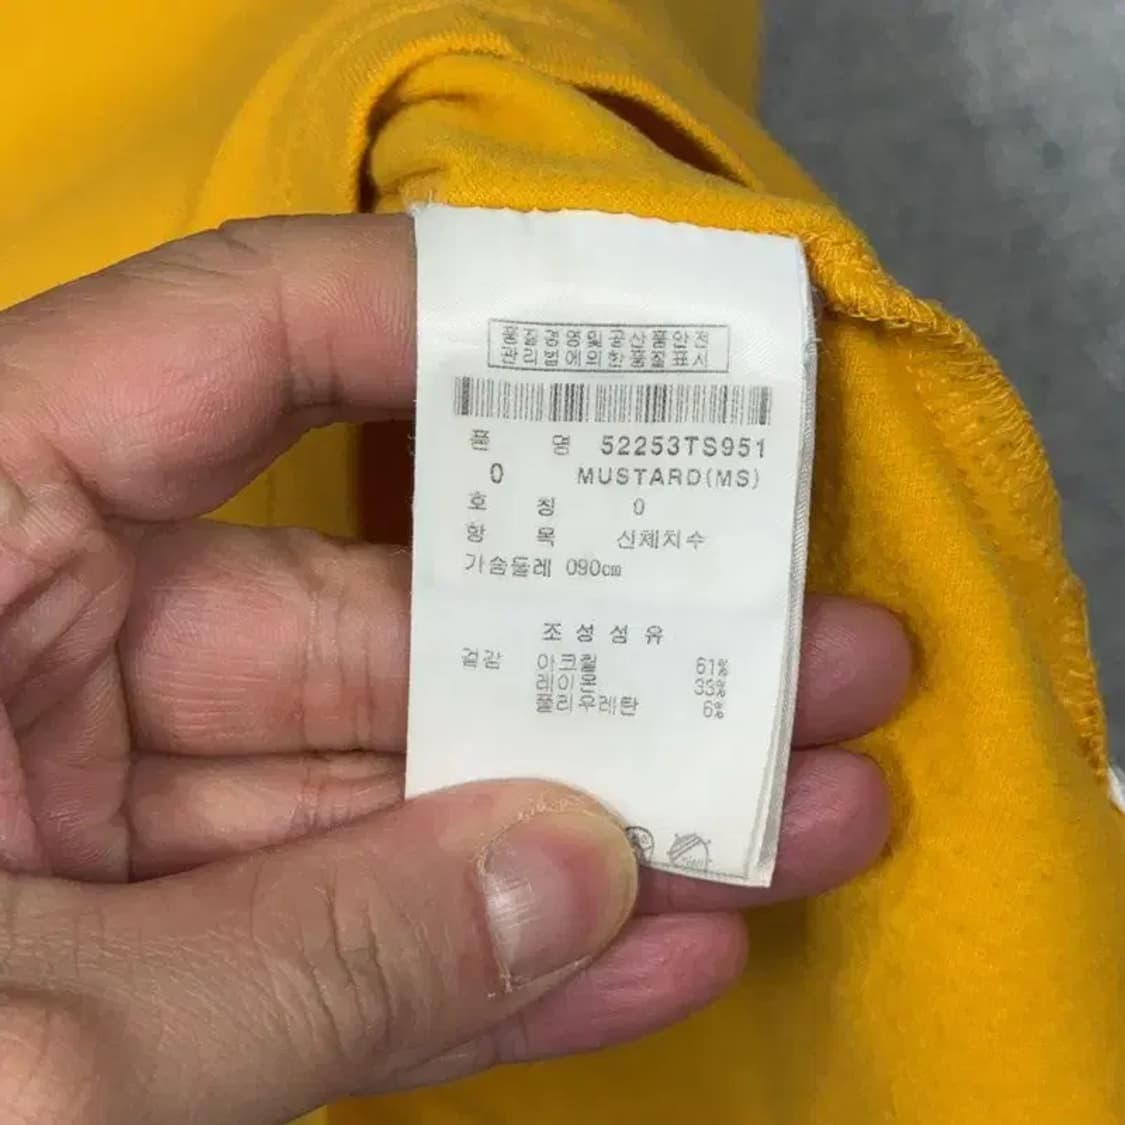 품질경영및공산품안전
관리법에의한품질표시
품 명 52253TS951
0 MUSTARD(MS)
호 칭 0
항 목 신체치수
가슴둘레 090cm
조성섬유
겉감 아크릴 61%
레이온 33%
폴리우레탄 6%